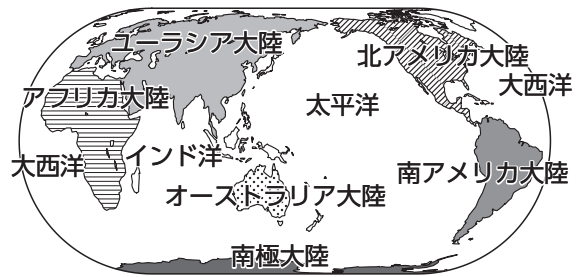 ユーラシア大陸
北アメリカ大陸
大西洋
アフリカ大陸
太平洋
大西洋
インド洋
南アメリカ大陸
オーストラリア大陸
南極大陸